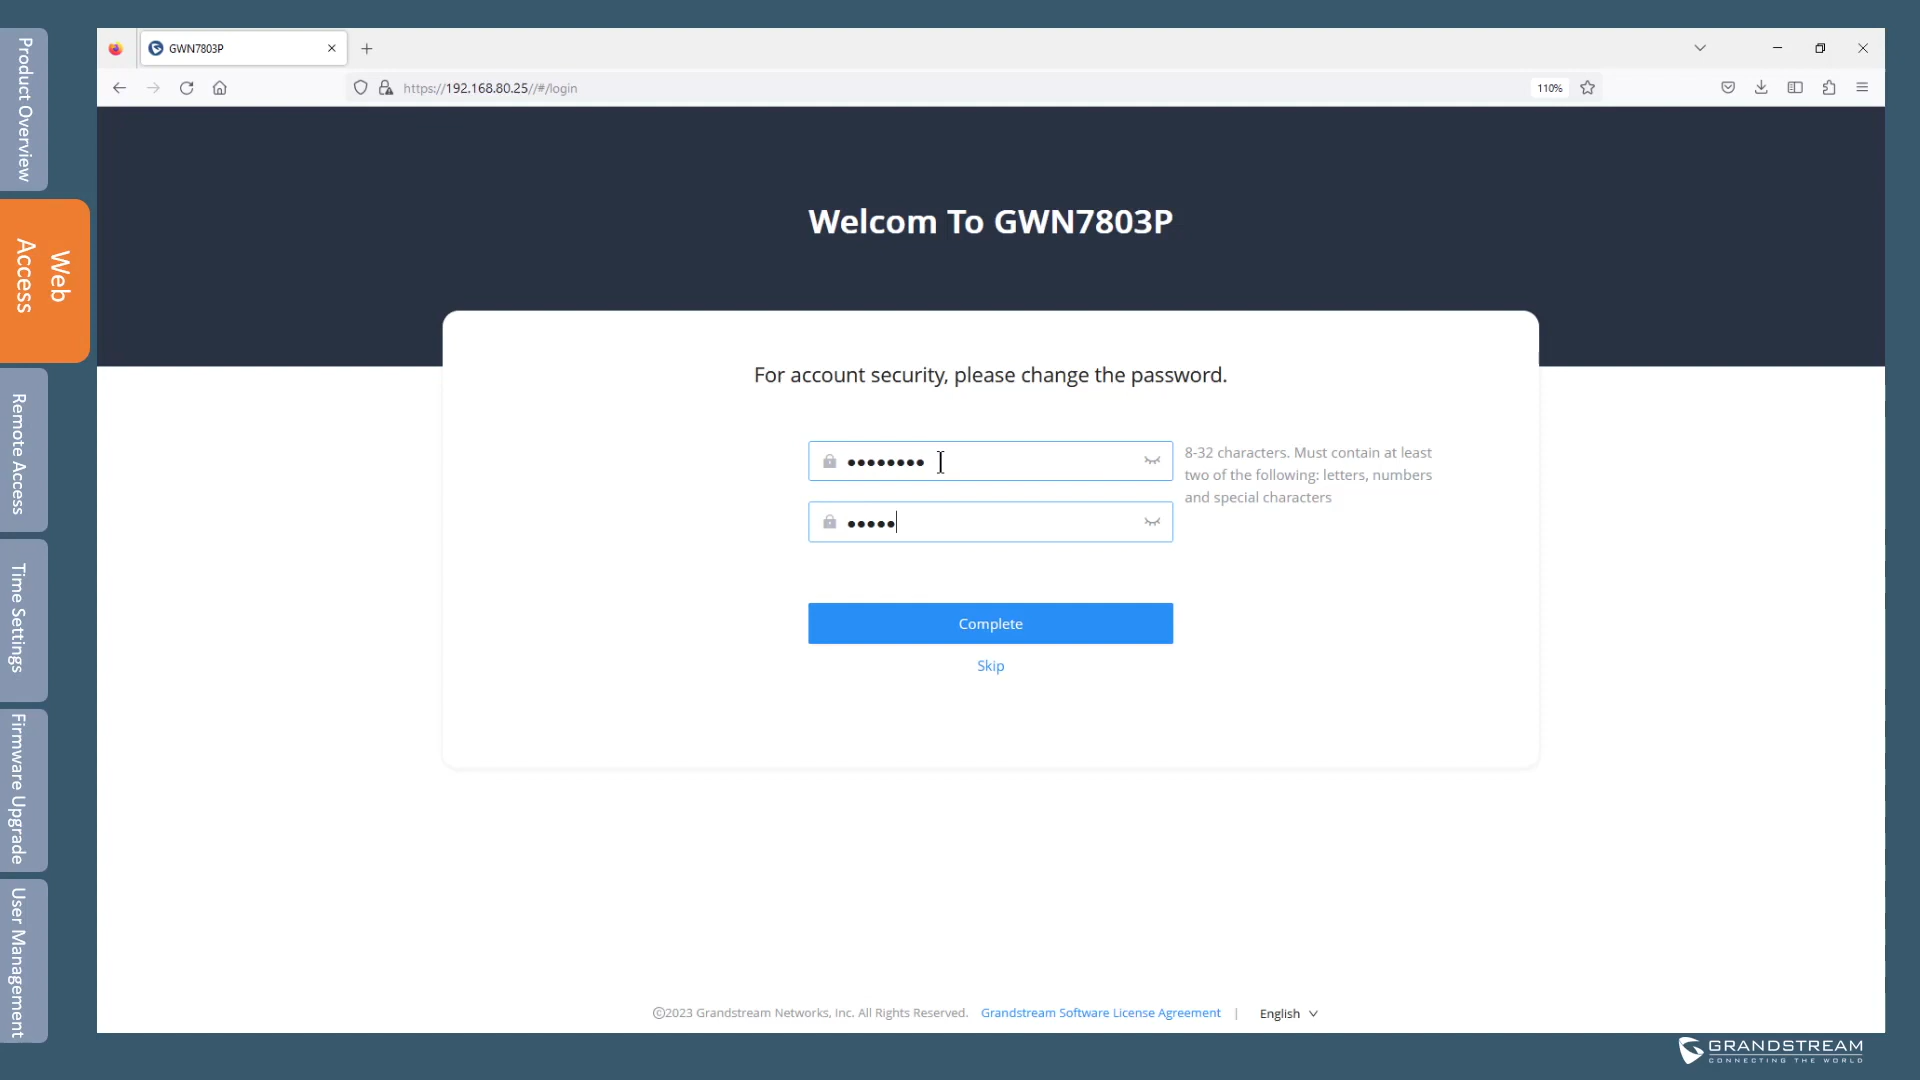 Product Overview
Web
Access
Remote Access
Time Settings
Firmware Upgrade
User Management
GWN7803P
https://192.168.80.25//#/login
110%
Welcom To GWN7803P
For account security, please change the password.
••••••••
8-32 characters. Must contain at least
two of the following: letters, numbers
and special characters
•••••
Complete
Skip
©2023 Grandstream Networks, Inc. All Rights Reserved. Grandstream Software License Agreement | English
GRANDSTREAM
CONNECTING THE WORLD